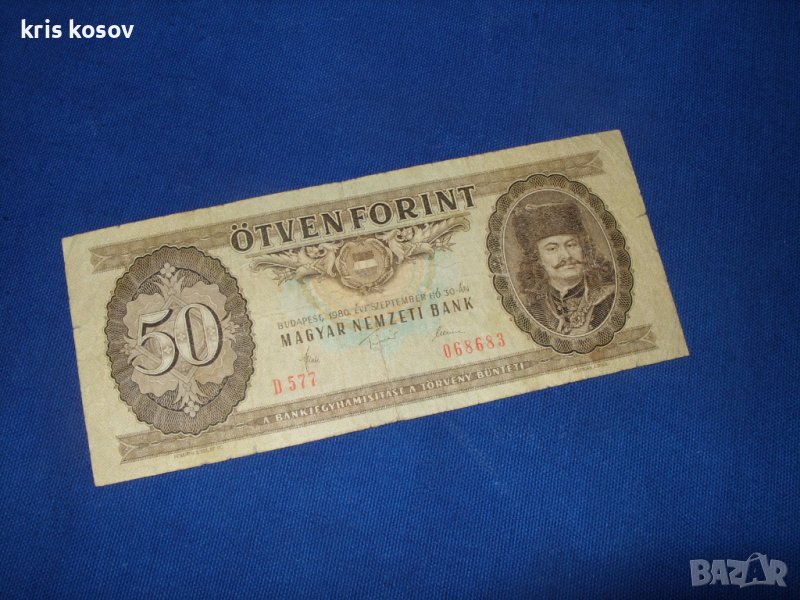 kris kosov
ÖTVEN FORINT
50
BUDAPEST, 1980. ÉVI SZEPTEMBER HÓ 30-ÁN
MAGYAR NEMZETI BANK
D 577
068683
A BANKJEGYHAMISÍTÁST A TÖRVÉNY BÜNTETI
BAZAR